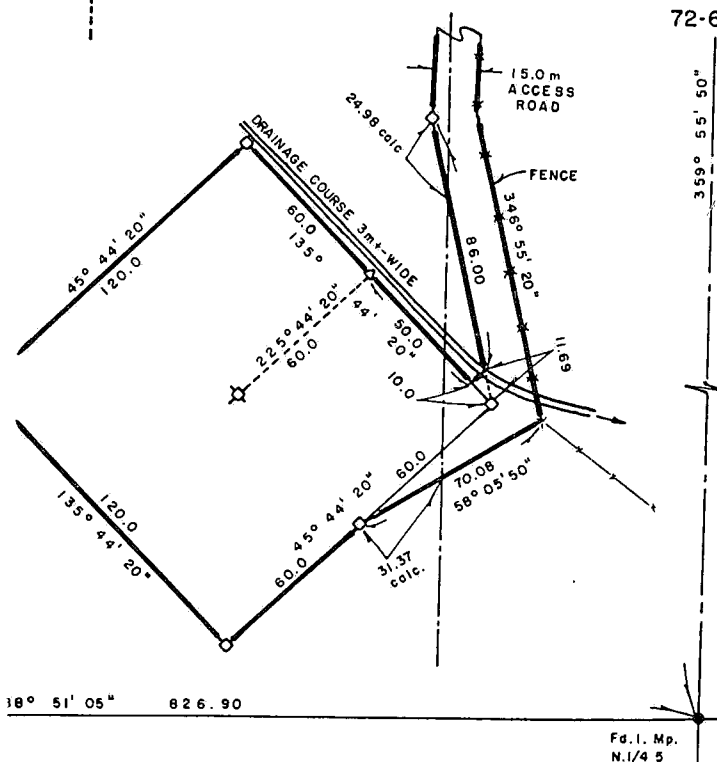 72-6
15.0 m
ACCESS
ROAD
359° 55' 50"
24.98 calc
FENCE
DRAINAGE COURSE 3m+-WIDE
346° 55' 20"
86.00
60.0
135°
45° 44' 20"
120.0
44'
50.0
20"
225° 44' 20"
60.0
11.69
10.0
60.0
70.08
58° 05' 50"
45° 44' 20"
60.0
31.37
calc.
120.0
135° 44' 20"
38° 51' 05" 826.90
Fd. I. Mp.
N.1/4 5